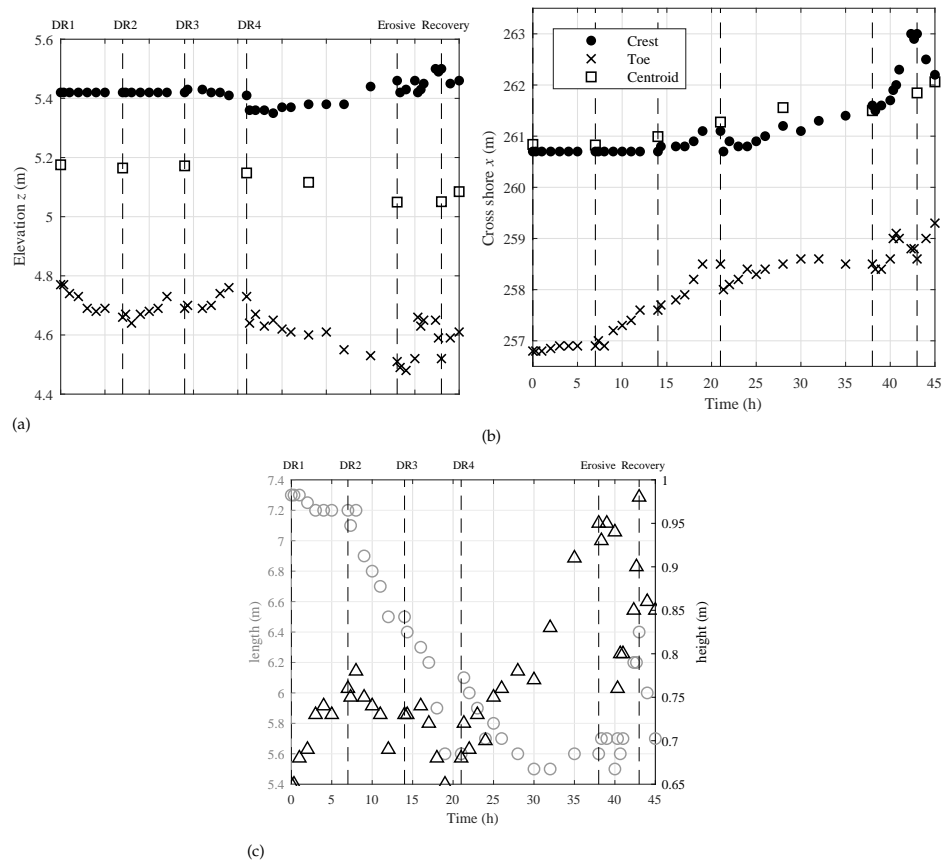 DR1 DR2 DR3 DR4 Erosive Recovery
5.6
5.4
5.2
5
4.8
4.6
4.4
Elevation z (m)
(a)
263
262
261
260
259
258
257
Cross shore x (m)
Crest
Toe
Centroid
0 5 10 15 20 25 30 35 40 45
Time (h)
(b)
DR1 DR2 DR3 DR4 Erosive Recovery
7.4
7.2
7
6.8
6.6
6.4
6.2
6
5.8
5.6
5.4
length (m)
1
0.95
0.9
0.85
0.8
0.75
0.7
0.65
height (m)
0 5 10 15 20 25 30 35 40 45
Time (h)
(c)